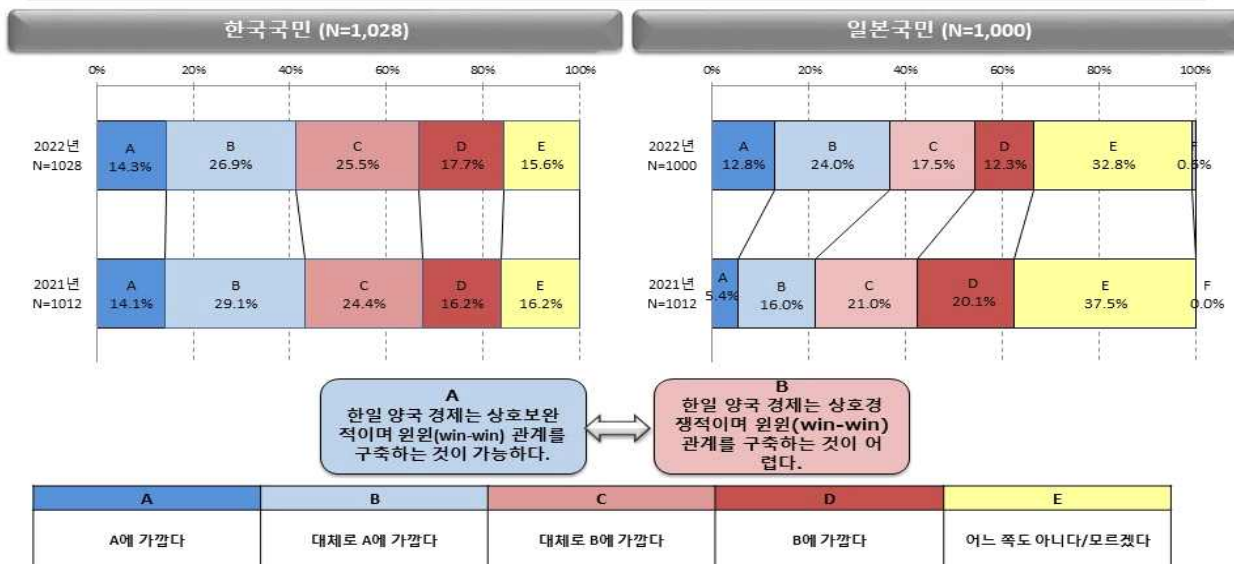 한국국민 (N=1,028)
일본국민 (N=1,000)
0% 20% 40% 60% 80% 100%
0% 20% 40% 60% 80% 100%
2022년
N=1028
A B C D E
14.3% 26.9% 25.5% 17.7% 15.6%
2021년
N=1012
A B C D E
14.1% 29.1% 24.4% 16.2% 16.2%
2022년
N=1000
A B C D E F
12.8% 24.0% 17.5% 12.3% 32.8%
2021년
N=1012
A B C D E F
5.4% 16.0% 21.0% 20.1% 37.5% 0.0%
A
한일 양국 경제는 상호보완
적이며 윈윈(win-win) 관계를
구축하는 것이 가능하다.
B
한일 양국 경제는 상호경
쟁적이며 윈윈(win-win)
관계를 구축하는 것이 어
렵다.
A B C D E
A에 가깝다 대체로 A에 가깝다 대체로 B에 가깝다 B에 가깝다 어느 쪽도 아니다/모르겠다